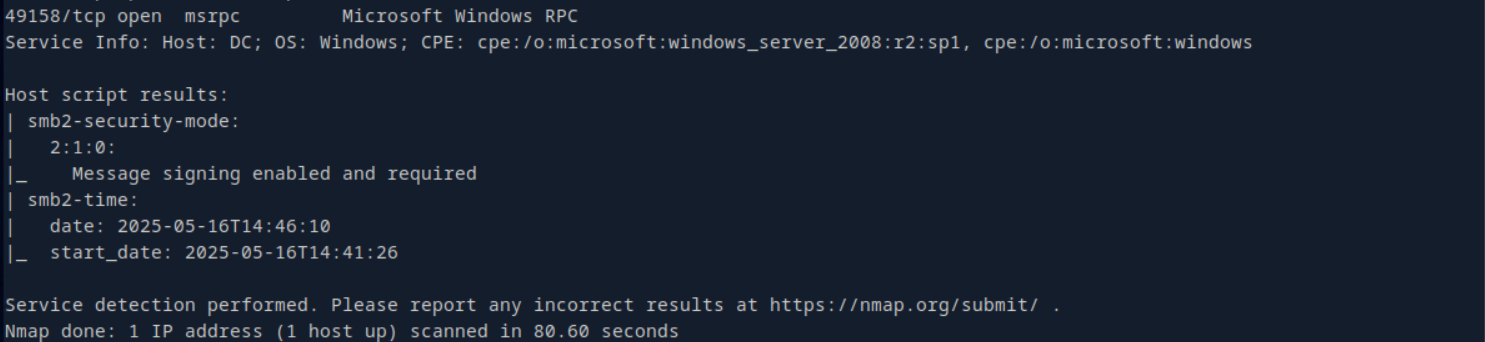 49158/tcp open  msrpc         Microsoft Windows RPC
Service Info: Host: DC; OS: Windows; CPE: cpe:/o:microsoft:windows_server_2008:r2:sp1, cpe:/o:microsoft:windows

Host script results:
| smb2-security-mode:
|   2:1:0:
|_    Message signing enabled and required
| smb2-time:
|   date: 2025-05-16T14:46:10
|_  start_date: 2025-05-16T14:41:26

Service detection performed. Please report any incorrect results at https://nmap.org/submit/ .
Nmap done: 1 IP address (1 host up) scanned in 80.60 seconds